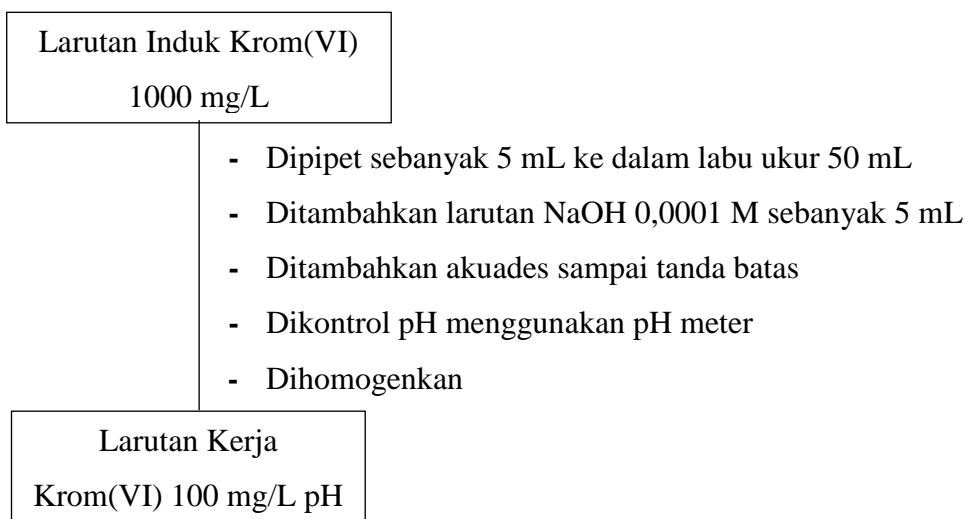 Larutan Induk Krom(VI)
1000 mg/L
- Dipipet sebanyak 5 mL ke dalam labu ukur 50 mL
- Ditambahkan larutan NaOH 0,0001 M sebanyak 5 mL
- Ditambahkan akuades sampai tanda batas
- Dikontrol pH menggunakan pH meter
- Dihomogenkan
Larutan Kerja
Krom(VI) 100 mg/L pH